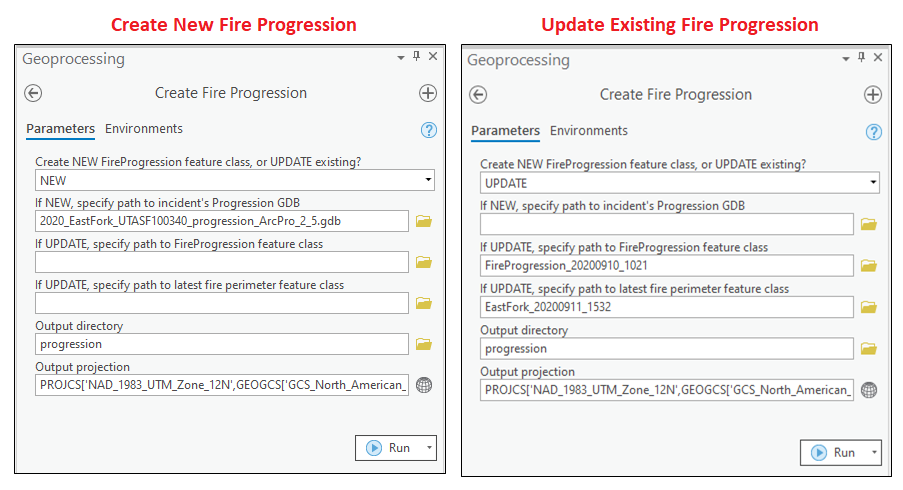 Create New Fire Progression
Geoprocessing
Create Fire Progression
Parameters Environments
?
Create NEW FireProgression feature class, or UPDATE existing?
NEW
If NEW, specify path to incident's Progression GDB
2020_EastFork_UTASF100340_progression_ArcPro_2_5.gdb
If UPDATE, specify path to FireProgression feature class
If UPDATE, specify path to latest fire perimeter feature class
Output directory
progression
Output projection
PROJCS['NAD_1983_UTM_Zone_12N',GEOGCS['GCS_North_American_
Run
Update Existing Fire Progression
Geoprocessing
Create Fire Progression
Parameters Environments
?
Create NEW FireProgression feature class, or UPDATE existing?
UPDATE
If NEW, specify path to incident's Progression GDB
If UPDATE, specify path to FireProgression feature class
FireProgression_20200910_1021
If UPDATE, specify path to latest fire perimeter feature class
EastFork_20200911_1532
Output directory
progression
Output projection
PROJCS['NAD_1983_UTM_Zone_12N',GEOGCS['GCS_North_American_
Run